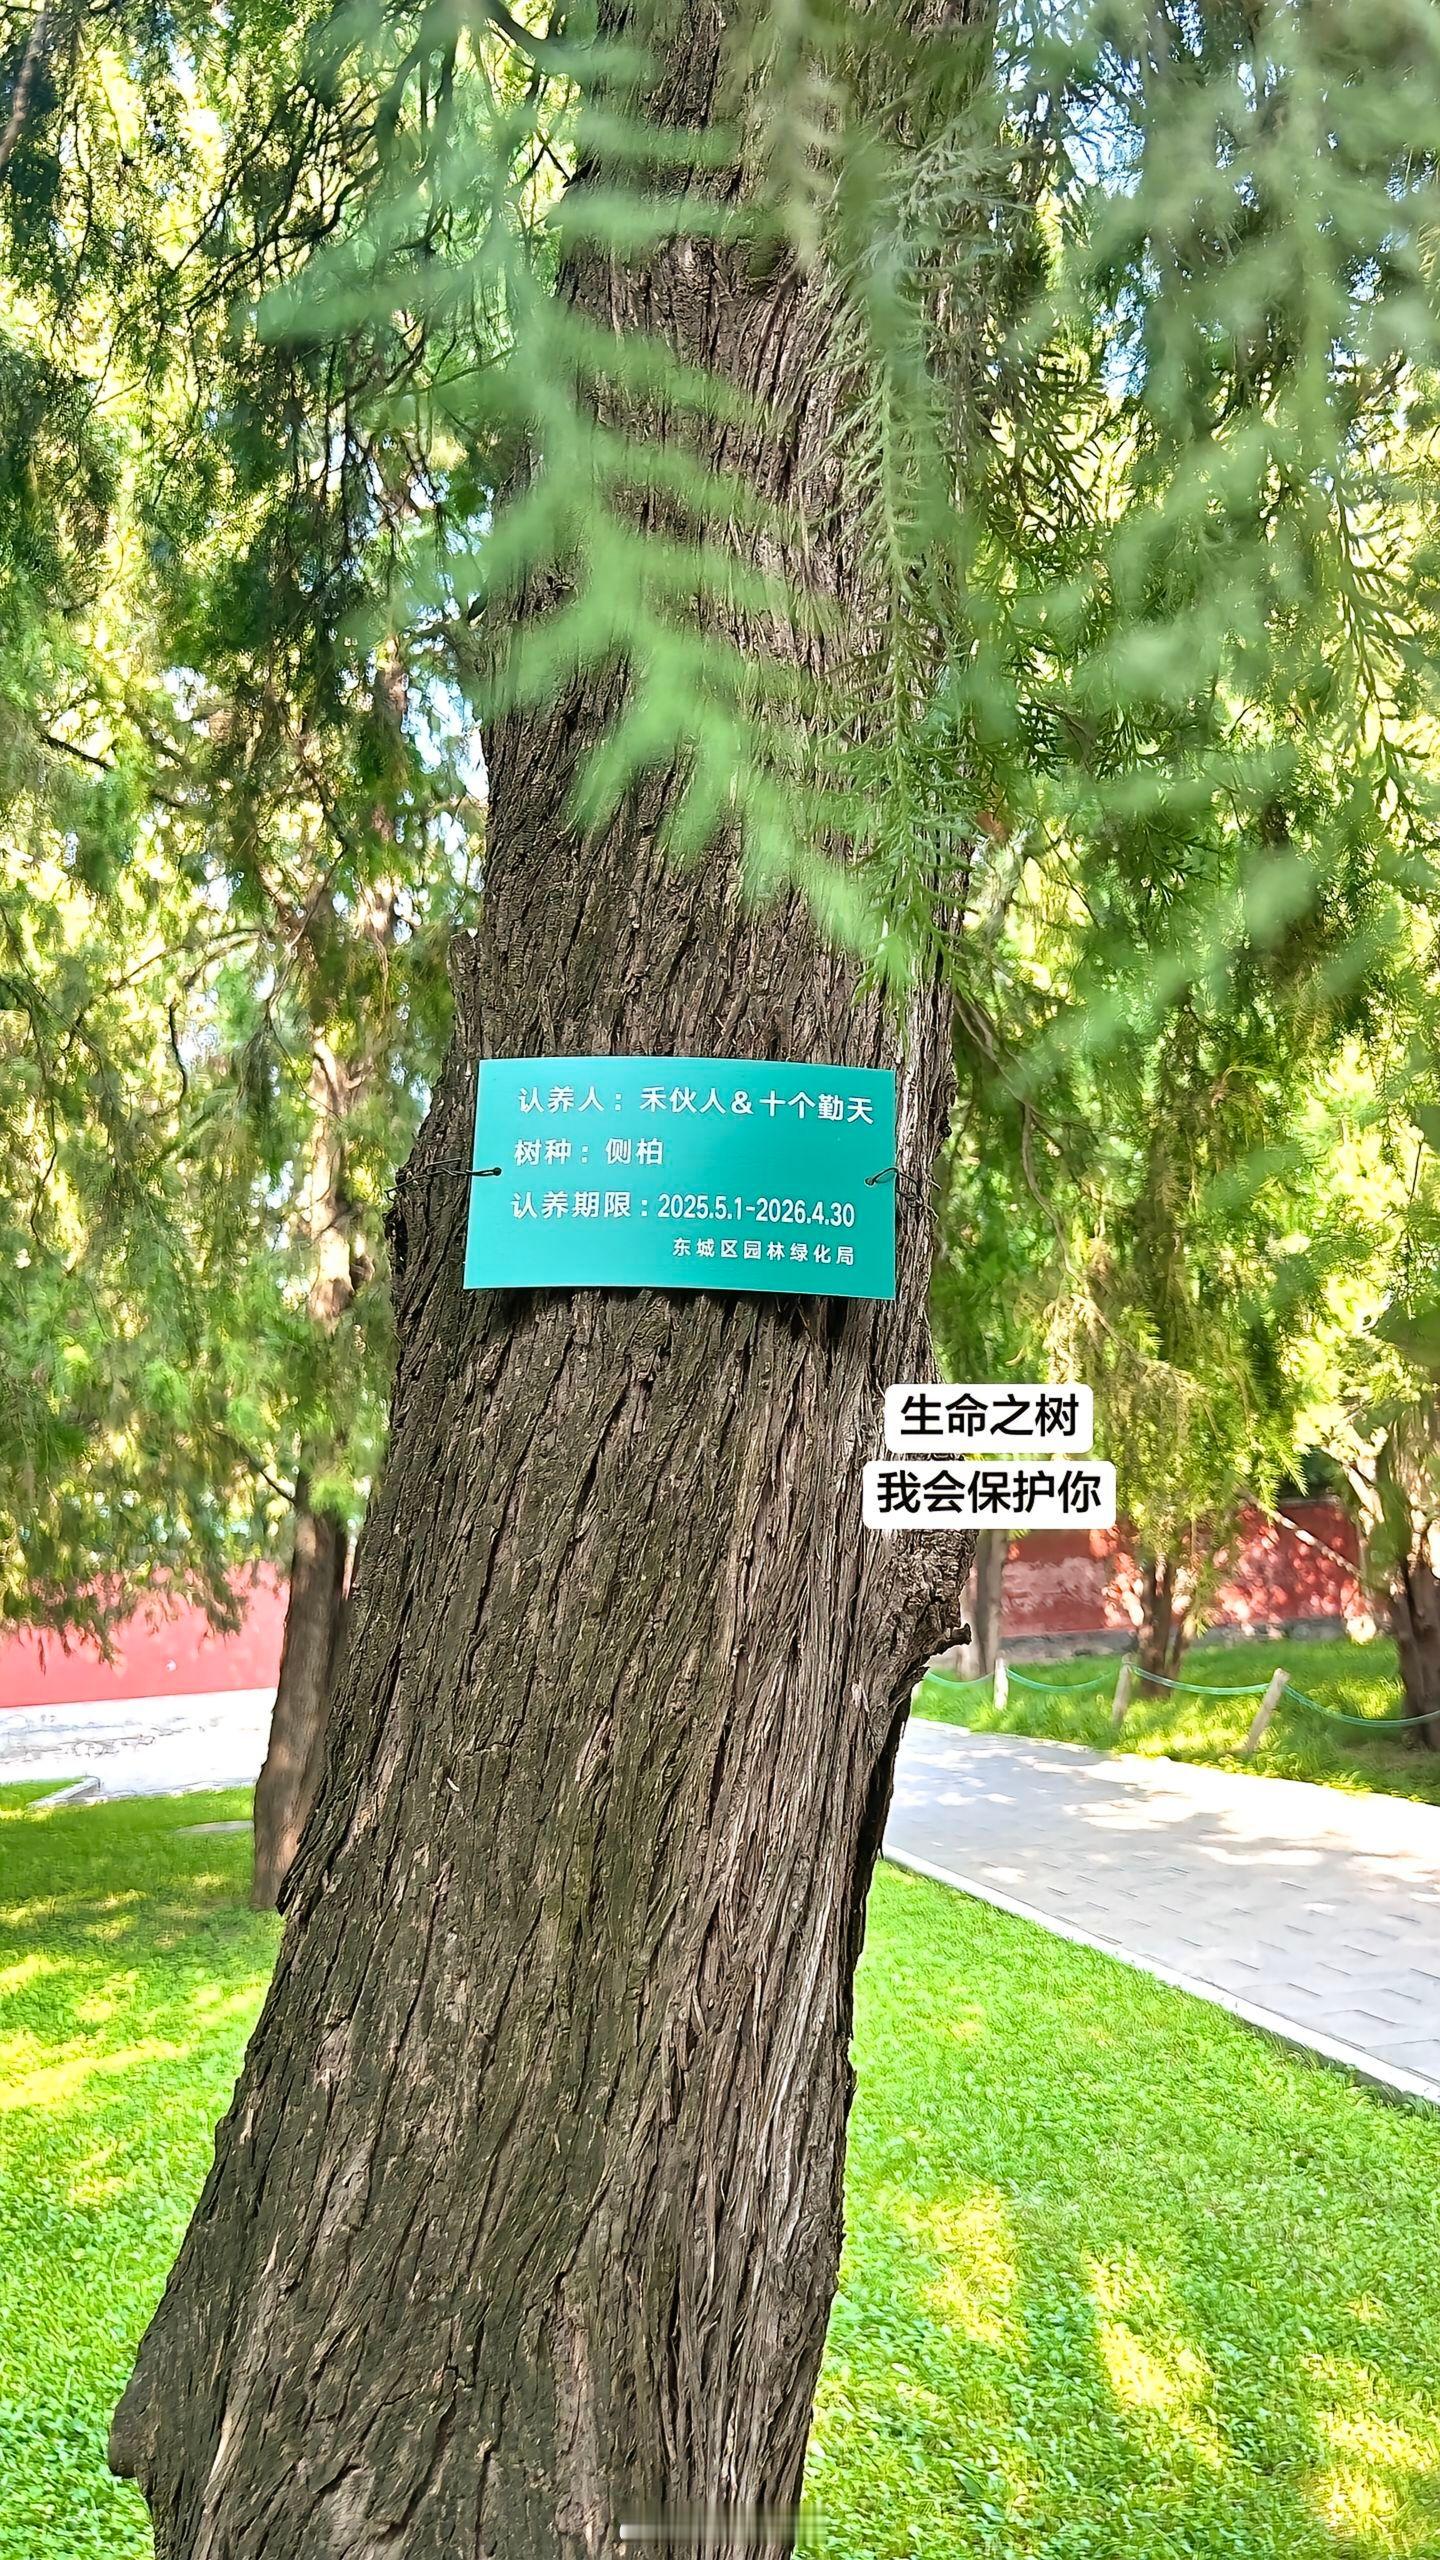 认养人：禾伙人&十个勤天
树种：侧柏
认养期限：2025.5.1-2026.4.30
东城区园林绿化局
生命之树
我会保护你